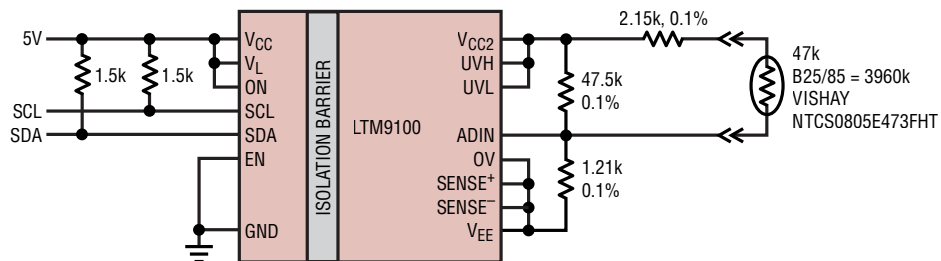 2.15k, 0.1%
5V
VCC
VCC2
47k
B25/85 = 3960k
VISHAY
NTCS0805E473FHT
1.5k
1.5k
VL
UVH
ON
UVL
47.5k
0.1%
SCL
SCL
ISOLATION BARRIER
LTM9100
SDA
SDA
ADIN
EN
OV
1.21k
0.1%
SENSE+
SENSE–
GND
VEE